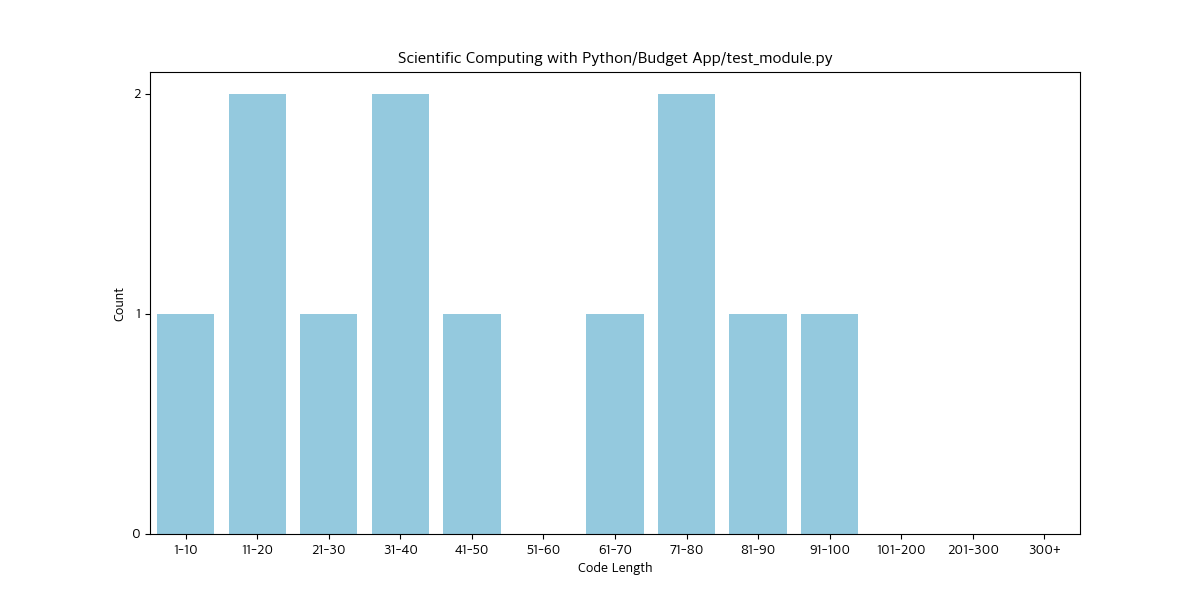 Scientific Computing with Python/Budget App/test_module.py
2
1
0
Count
1-10 11-20 21-30 31-40 41-50 51-60 61-70 71-80 81-90 91-100 101-200 201-300 300+
Code Length